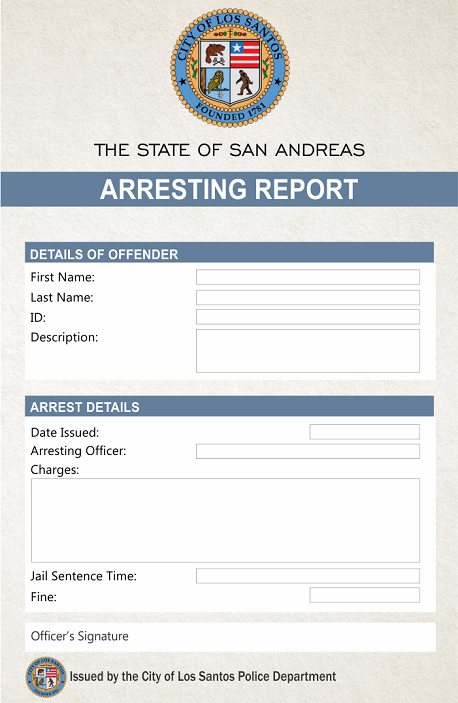 CITY OF LOS SANTOS
FOUNDED 1781
THE STATE OF SAN ANDREAS
ARRESTING REPORT
DETAILS OF OFFENDER
First Name:
Last Name:
ID:
Description:
ARREST DETAILS
Date Issued:
Arresting Officer:
Charges:
Jail Sentence Time:
Fine:
Officer's Signature
Issued by the City of Los Santos Police Department